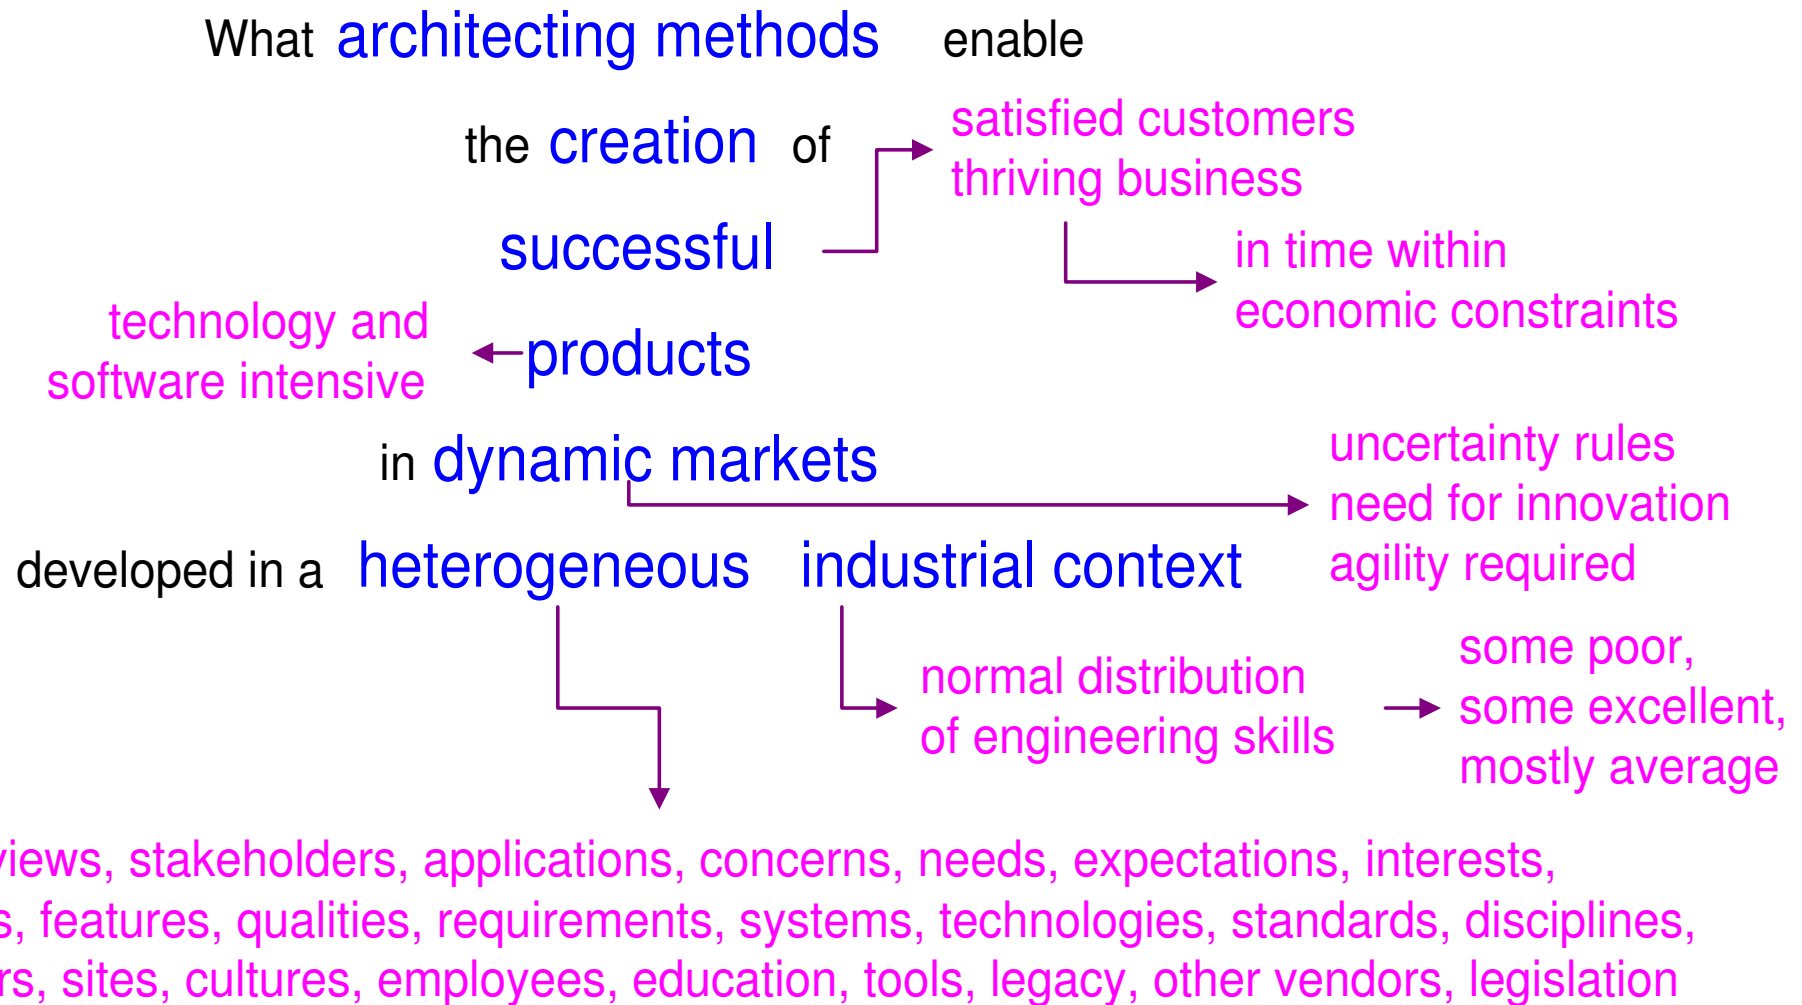 What architecting methods enable
the creation of
satisfied customers
thriving business
successful
in time within
economic constraints
technology and
software intensive
products
in dynamic markets
uncertainty rules
need for innovation
agility required
developed in a heterogeneous industrial context
normal distribution
of engineering skills
some poor,
some excellent,
mostly average
views, stakeholders, applications, concerns, needs, expectations, interests,
features, qualities, requirements, systems, technologies, standards, disciplines,
sites, cultures, employees, education, tools, legacy, other vendors, legislation